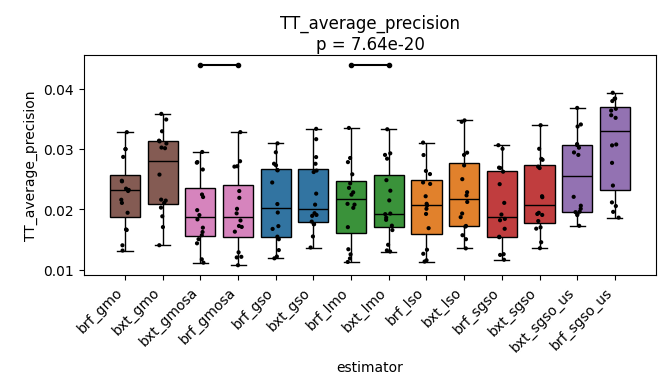 TT_average_precision
p = 7.64e-20
TT_average_precision
0.04
0.03
0.02
0.01
brf_gmo
bxt_gmo
bxt_gmosa
brf_gmosa
brf_gso
bxt_gso
brf_lmo
bxt_lmo
brf_lso
bxt_lso
brf_sgso
bxt_sgso
bxt_sgso_us
brf_sgso_us
estimator